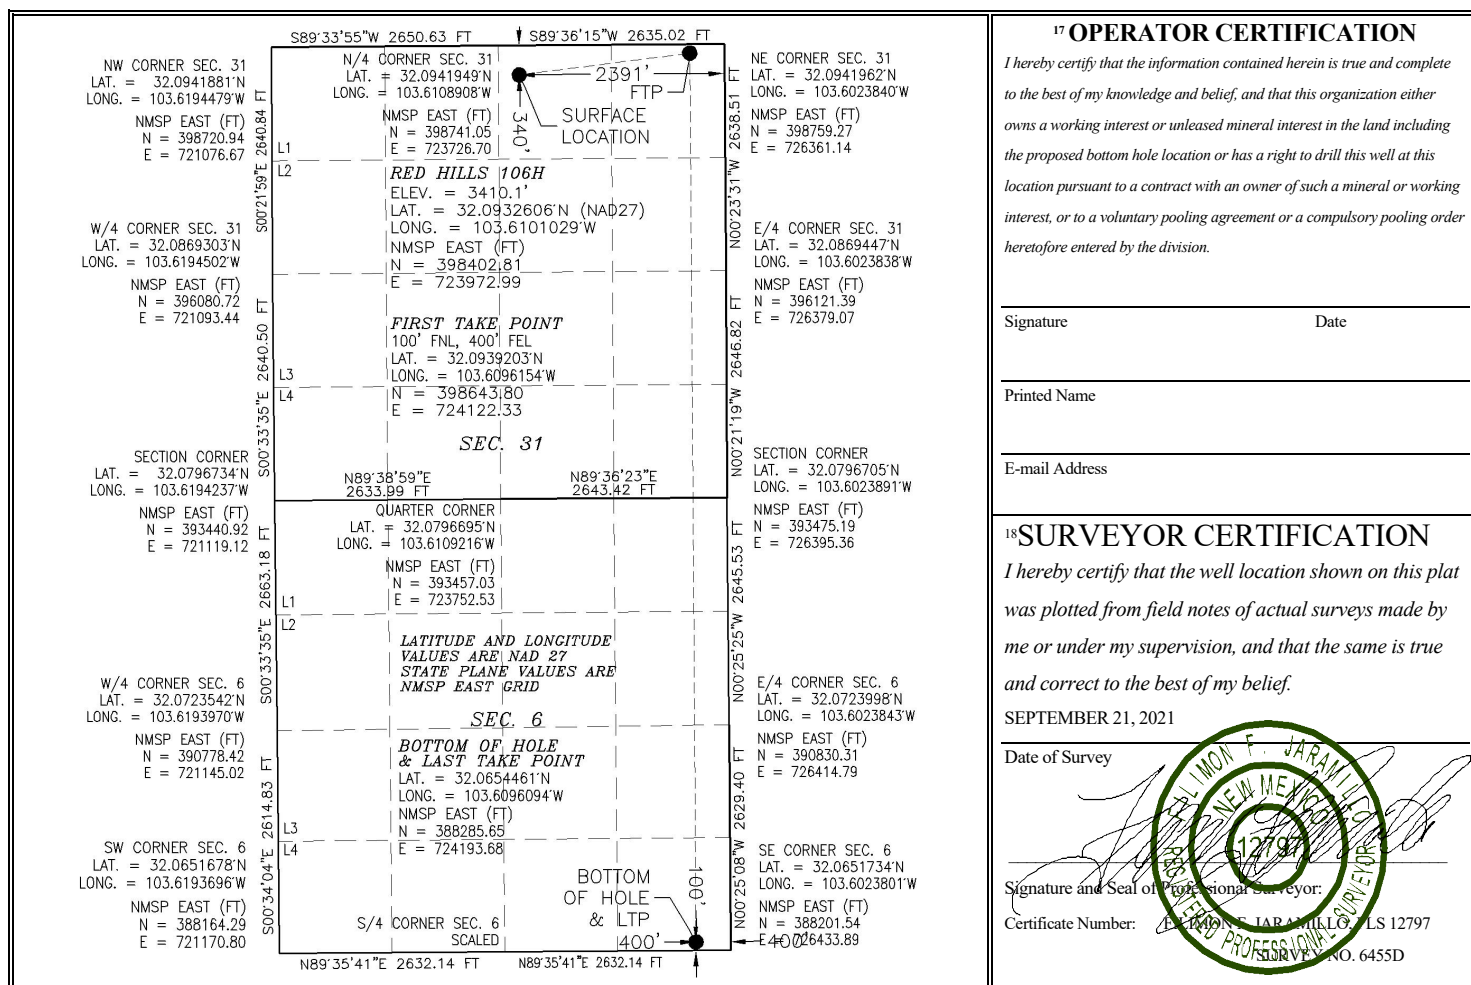 S89°33'55"W 2650.63 FT
S89°36'15"W 2635.02 FT
NW CORNER SEC. 31
LAT. = 32.0941881°N
LONG. = 103.6194479°W
NMSP EAST (FT)
N = 398720.94
E = 721076.67
N/4 CORNER SEC. 31
LAT. = 32.0941949°N
LONG. = 103.6108908°W
NMSP EAST (FT)
N = 398741.05
E = 723726.70
2391'
FTP
340'
SURFACE
LOCATION
NE CORNER SEC. 31
LAT. = 32.0941962°N
LONG. = 103.6023840°W
NMSP EAST (FT)
N = 398759.27
E = 726361.14
S00°21'59"E 2640.84 FT
N00°23'31"W 2638.51 FT
L1
L2
RED HILLS 106H
ELEV. = 3410.1'
LAT. = 32.0932606°N (NAD27)
LONG. = 103.6101029°W
NMSP EAST (FT)
N = 398402.81
E = 723972.99
W/4 CORNER SEC. 31
LAT. = 32.0869303°N
LONG. = 103.6194502°W
NMSP EAST (FT)
N = 396080.72
E = 721093.44
E/4 CORNER SEC. 31
LAT. = 32.0869447°N
LONG. = 103.6023838°W
NMSP EAST (FT)
N = 396121.39
E = 726379.07
FIRST TAKE POINT
100' FNL, 400' FEL
LAT. = 32.0939203°N
LONG. = 103.6096154°W
N = 398643.80
E = 724122.33
S00°33'35"E 2640.50 FT
N00°21'19"W 2646.82 FT
L3
L4
SEC. 31
SECTION CORNER
LAT. = 32.0796734°N
LONG. = 103.6194237°W
NMSP EAST (FT)
N = 393440.92
E = 721119.12
N89°38'59"E
2633.99 FT
N89°36'23"E
2643.42 FT
SECTION CORNER
LAT. = 32.0796705°N
LONG. = 103.6023891°W
NMSP EAST (FT)
N = 393475.19
E = 726395.36
QUARTER CORNER
LAT. = 32.0796695°N
LONG. = 103.6109216°W
NMSP EAST (FT)
N = 393457.03
E = 723752.53
S00°33'35"E 2663.18 FT
N00°25'25"W 2645.53 FT
L1
L2
LATITUDE AND LONGITUDE
VALUES ARE NAD 27
STATE PLANE VALUES ARE
NMSP EAST GRID
W/4 CORNER SEC. 6
LAT. = 32.0723542°N
LONG. = 103.6193970°W
NMSP EAST (FT)
N = 390778.42
E = 721145.02
SEC. 6
E/4 CORNER SEC. 6
LAT. = 32.0723998°N
LONG. = 103.6023843°W
NMSP EAST (FT)
N = 390830.31
E = 726414.79
BOTTOM OF HOLE
& LAST TAKE POINT
LAT. = 32.0654461°N
LONG. = 103.6096094°W
NMSP EAST (FT)
N = 388285.65
E = 724193.68
S00°34'04"E 2614.83 FT
N00°25'08"W 2629.40 FT
L3
L4
SW CORNER SEC. 6
LAT. = 32.0651678°N
LONG. = 103.6193696°W
NMSP EAST (FT)
N = 388164.29
E = 721170.80
BOTTOM
OF HOLE
& LTP
100'
400'
400'
S/4 CORNER SEC. 6
SCALED
SE CORNER SEC. 6
LAT. = 32.0651734°N
LONG. = 103.6023801°W
NMSP EAST (FT)
N = 388201.54
E = 726433.89
N89°35'41"E 2632.14 FT
N89°35'41"E 2632.14 FT
17 OPERATOR CERTIFICATION
I hereby certify that the information contained herein is true and complete
to the best of my knowledge and belief, and that this organization either
owns a working interest or unleased mineral interest in the land including
the proposed bottom hole location or has a right to drill this well at this
location pursuant to a contract with an owner of such a mineral or working
interest, or to a voluntary pooling agreement or a compulsory pooling order
heretofore entered by the division.
Signature Date
Printed Name
E-mail Address
18 SURVEYOR CERTIFICATION
I hereby certify that the well location shown on this plat
was plotted from field notes of actual surveys made by
me or under my supervision, and that the same is true
and correct to the best of my belief.
SEPTEMBER 21, 2021
Date of Survey
FILIMON F. JARAMILLO
NEW MEXICO
12797
REGISTERED PROFESSIONAL SURVEYOR
Signature and Seal of Professional Surveyor:
Certificate Number: FILIMON F. JARAMILLO, PLS 12797
SURVEY NO. 6455D